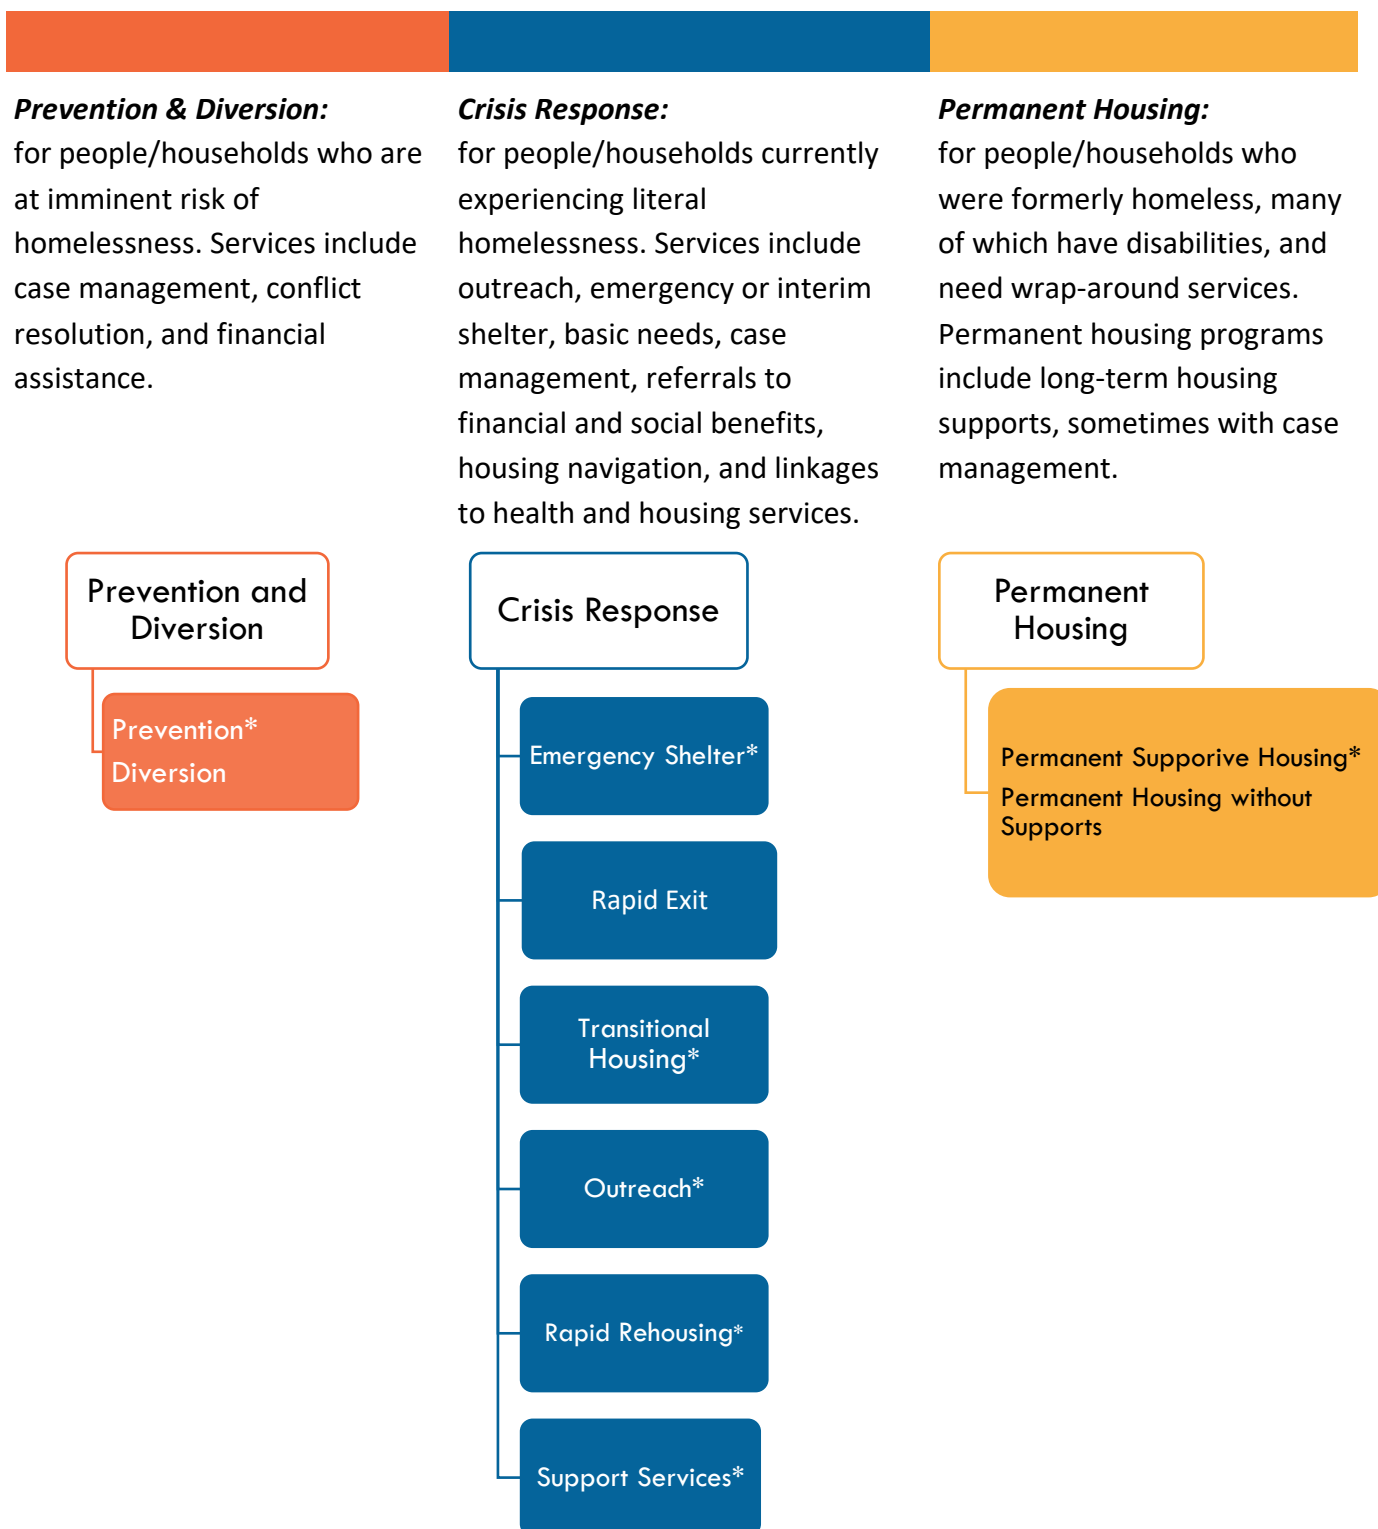 Prevention & Diversion:
for people/households who are
at imminent risk of
homelessness. Services include
case management, conflict
resolution, and financial
assistance.
Crisis Response:
for people/households currently
experiencing literal
homelessness. Services include
outreach, emergency or interim
shelter, basic needs, case
management, referrals to
financial and social benefits,
housing navigation, and linkages
to health and housing services.
Permanent Housing:
for people/households who
were formerly homeless, many
of which have disabilities, and
need wrap-around services.
Permanent housing programs
include long-term housing
supports, sometimes with case
management.
Prevention and
Diversion
Prevention*
Diversion
Crisis Response
Emergency Shelter*
Rapid Exit
Transitional
Housing*
Outreach*
Rapid Rehousing*
Support Services*
Permanent
Housing
Permanent Supporive Housing*
Permanent Housing without
Supports